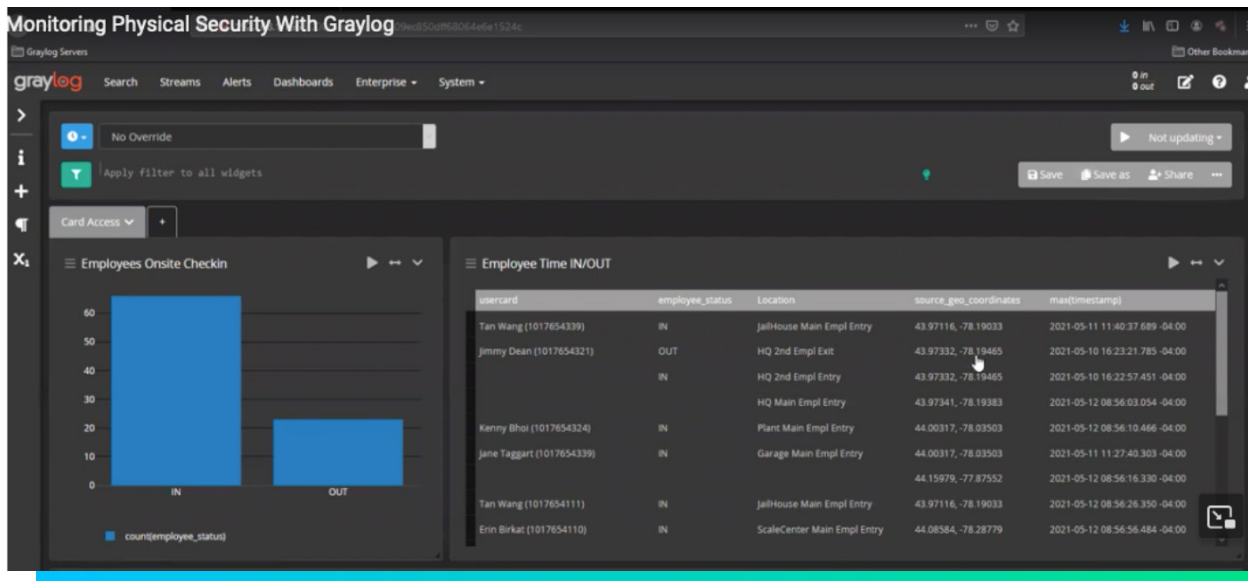 Monitoring Physical Security With Graylog
Graylog Servers
Other Bookmar
graylog Search Streams Alerts Dashboards Enterprise System 0 in 0 out
No Override
Not updating
Apply filter to all widgets
Save Save as Share
Card Access +
Employees Onsite Checkin
60
50
40
30
20
10
0
IN OUT
count(employee_status)
Employee Time IN/OUT
usercard employee_status Location source_geo_coordinates max(timestamp)
Tan Wang (1017654339) IN JailHouse Main Empl Entry 43.97116, -78.19033 2021-05-11 11:40:37.689 -04:00
Jimmy Dean (1017654321) OUT HQ 2nd Empl Exit 43.97332, -78.19465 2021-05-10 16:23:21.785 -04:00
IN HQ 2nd Empl Entry 43.97332, -78.19465 2021-05-10 16:22:57.451 -04:00
HQ Main Empl Entry 43.97341, -78.19383 2021-05-12 08:56:03.054 -04:00
Kenny Bhoi (1017654324) IN Plant Main Empl Entry 44.00317, -78.03503 2021-05-12 08:56:10.466 -04:00
Jane Taggart (1017654339) IN Garage Main Empl Entry 44.00317, -78.03503 2021-05-11 11:27:40.303 -04:00
44.15979, -77.87552 2021-05-12 08:56:16.330 -04:00
Tan Wang (1017654111) IN JailHouse Main Empl Entry 43.97116, -78.19033 2021-05-12 08:56:26.350 -04:00
Erin Birkat (1017654110) IN ScaleCenter Main Empl Entry 44.08584, -78.28779 2021-05-12 08:56:56.484 -04:00